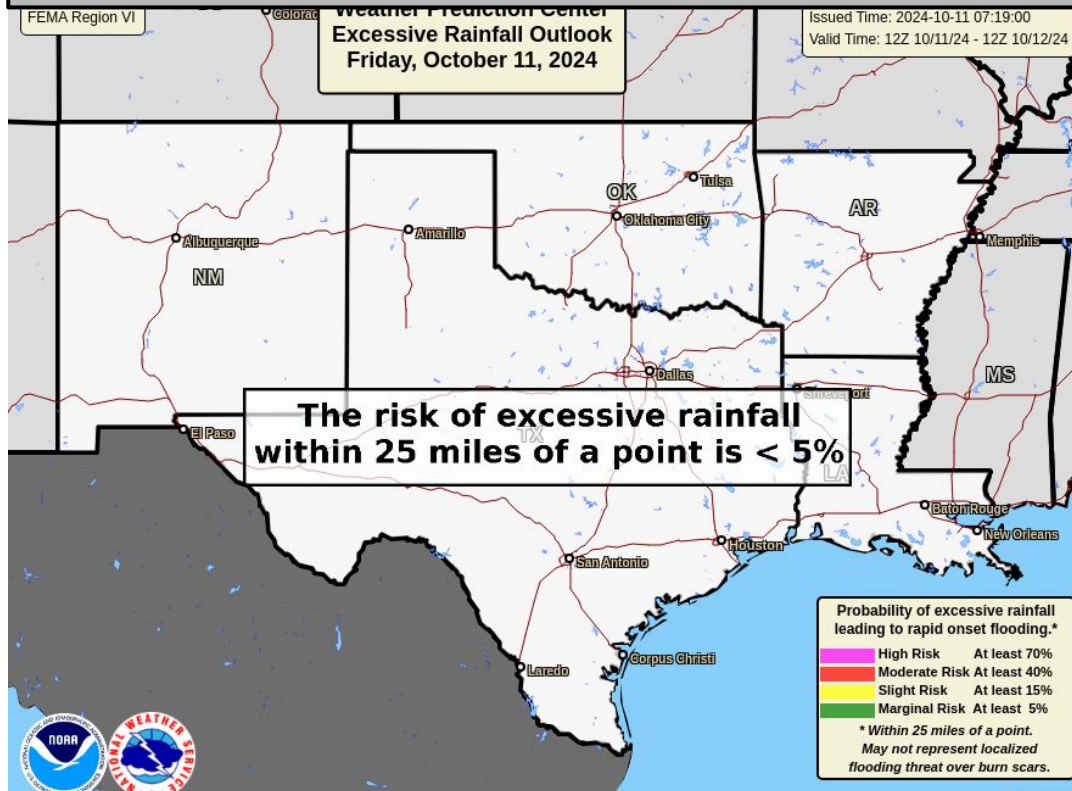 FEMA Region VI
Colorad
Weather Prediction Center
Excessive Rainfall Outlook
Friday, October 11, 2024
Issued Time: 2024-10-11 07:19:00
Valid Time: 12Z 10/11/24 - 12Z 10/12/24
Tulsa
OK
AR
Oklahoma City
Amarillo
Albuquerque
Memphis
NM
Dallas
MS
Shreveport
The risk of excessive rainfall
within 25 miles of a point is < 5%
El Paso
TX
LA
Baton Rouge
New Orleans
Houston
San Antonio
Corpus Christi
Laredo
Probability of excessive rainfall
leading to rapid onset flooding.*
High Risk At least 70%
Moderate Risk At least 40%
Slight Risk At least 15%
Marginal Risk At least 5%
* Within 25 miles of a point.
May not represent localized
flooding threat over burn scars.
NOAA
NATIONAL WEATHER SERVICE